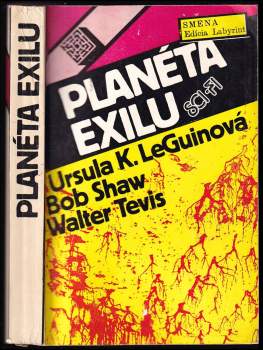 PLANÉTA EXILU
SMENA
Edícia Labyrint
PLANÉTA
EXILU
SCI-FI
Ursula K. LeGuinová
Bob Shaw
Walter Tevis